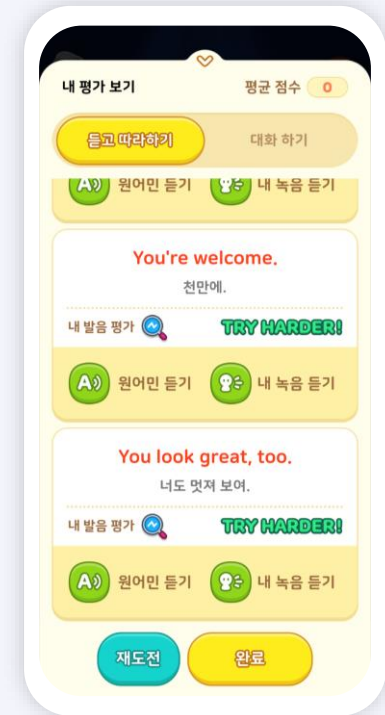 내 평가 보기 평균 점수 0
듣고 따라하기 대화 하기
A 원어민 듣기 내 녹음 듣기
You're welcome.
천만에.
내 발음 평가 TRY HARDER!
A 원어민 듣기 내 녹음 듣기
You look great, too.
너도 멋져 보여.
내 발음 평가 TRY HARDER!
A 원어민 듣기 내 녹음 듣기
재도전 완료